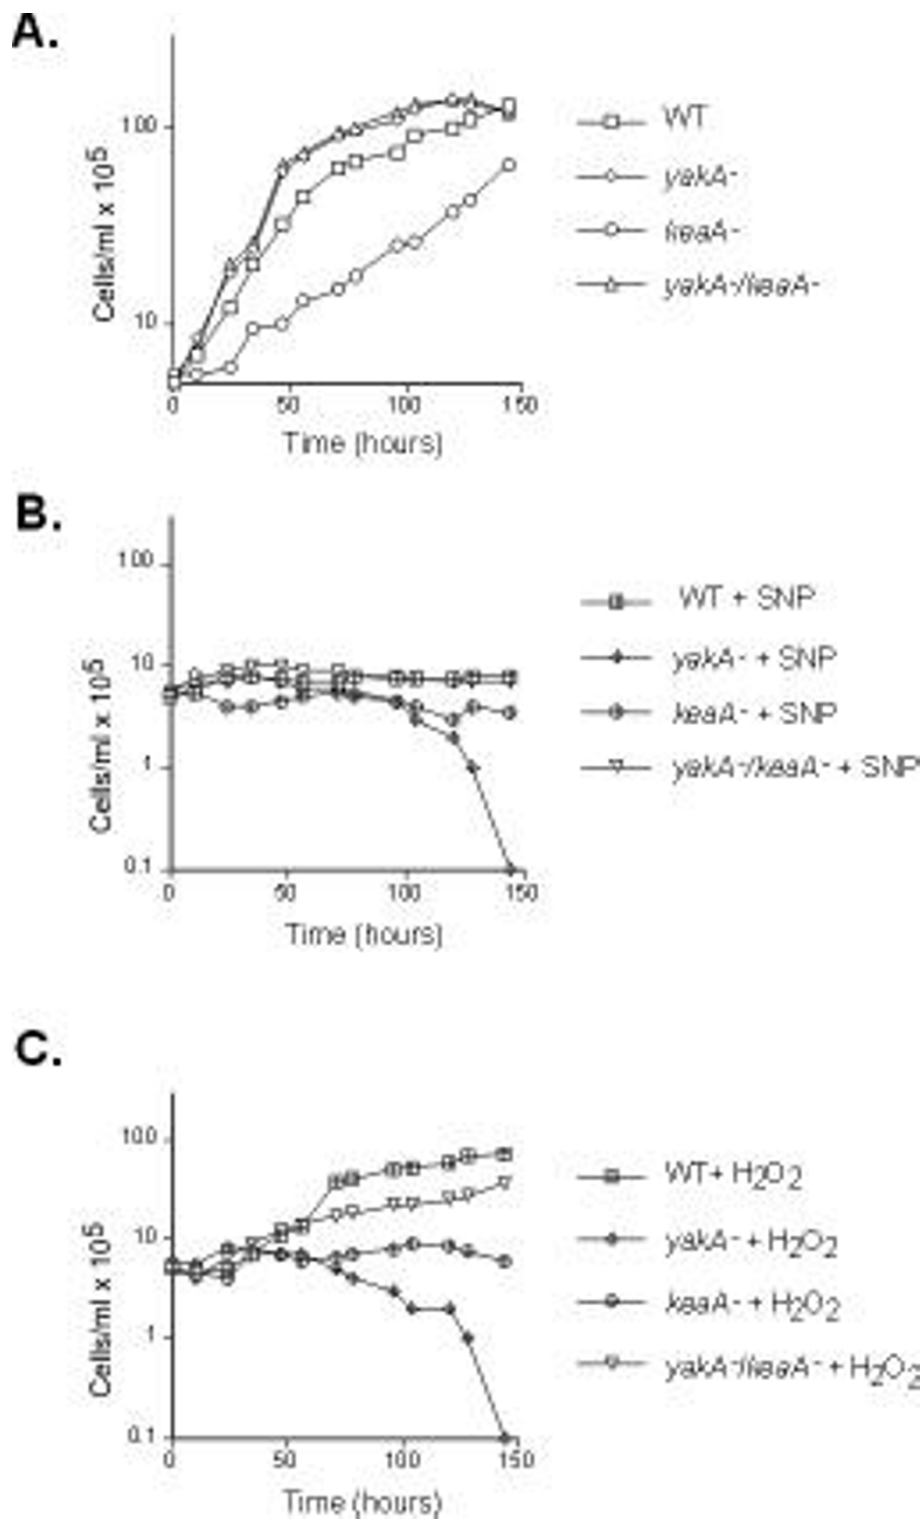 A.
100
10
Cells/ml x 10⁵
0 50 100 150
Time (hours)
WT
yakA-
keaA-
yakA-/keaA-
B.
100
10
1
0.1
Cells/ml x 10⁵
0 50 100 150
Time (hours)
WT + SNP
yakA- + SNP
keaA- + SNP
yakA-/keaA- + SNP
C.
100
10
1
0.1
Cells/ml x 10⁵
0 50 100 150
Time (hours)
WT+ H2O2
yakA- + H2O2
keaA- + H2O2
yakA-/keaA- + H2O2